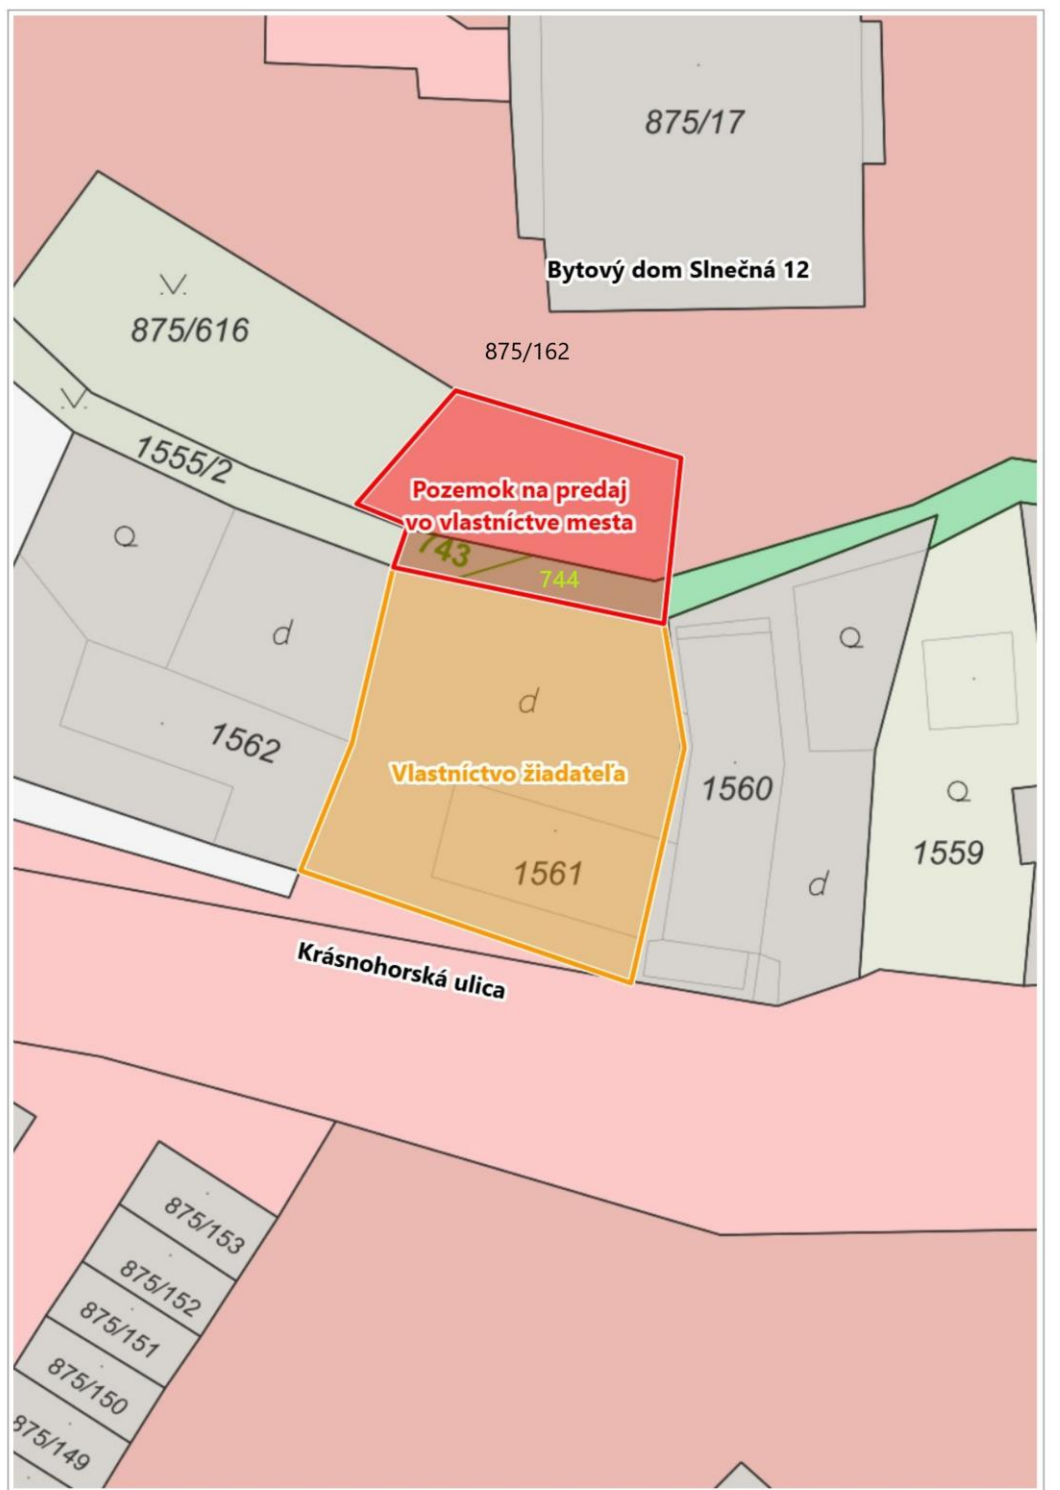 875/17
Bytový dom Slnečná 12
875/616
875/162
1555/2
Pozemok na predaj
vo vlastníctve mesta
743
744
d
d
1562
Vlastníctvo žiadateľa
1560
1561
1559
d
Krásnohorská ulica
875/153
875/152
875/151
875/150
875/149